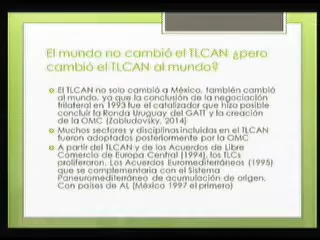 El mundo no cambió el TLCAN ¿pero
cambió el TLCAN al mundo?
El TLCAN no solo cambió a México, también cambió
al mundo, ya que la conclusión de la negociación
trilateral en 1993 fue el catalizador que hizo posible
concluir la Ronda Uruguay del GATT y la creación
de la OMC (Zabludovsky, 2014)
Muchos sectores y disciplinas incluidas en el TLCAN
fueron adoptados posteriormente por la OMC
A partir del TLCAN y de los Acuerdos de Libre
Comercio de Europa Central (1994), los TLCs
proliferaron. Los Acuerdos Euromediterráneos (1995)
que se complementaría con el Sistema
Paneuromediterráneo de acumulación de origen.
Con países de AL (México 1997 el primero)